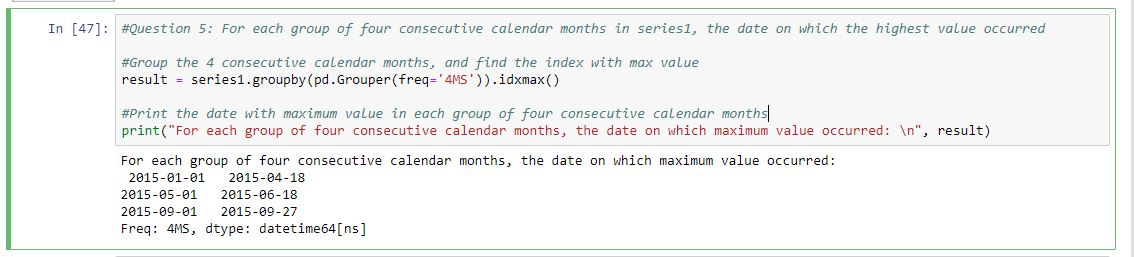 In [47]: #Question 5: For each group of four consecutive calendar months in series1, the date on which the highest value occurred
#Group the 4 consecutive calendar months, and find the index with max value
result = series1.groupby(pd.Grouper(freq='4MS')).idxmax()
#Print the date with maximum value in each group of four consecutive calendar months
print("For each group of four consecutive calendar months, the date on which maximum value occurred: \n", result)
For each group of four consecutive calendar months, the date on which maximum value occurred:
2015-01-01   2015-04-18
2015-05-01   2015-06-18
2015-09-01   2015-09-27
Freq: 4MS, dtype: datetime64[ns]